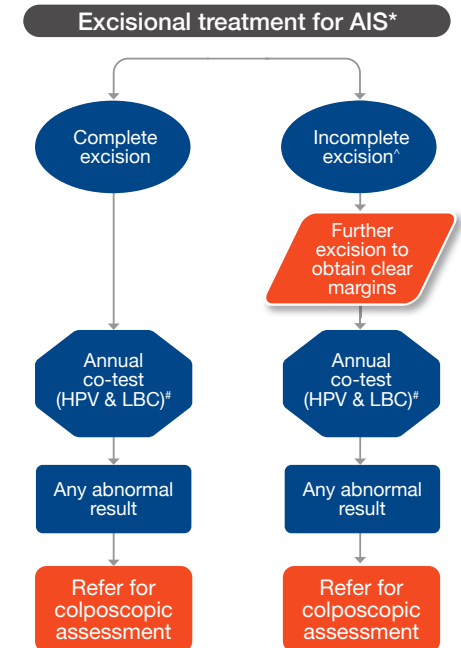 Excisional treatment for AIS*
Complete
excision
Incomplete
excision^
Further
excision to
obtain clear
margins
Annual
co-test
(HPV & LBC)#
Annual
co-test
(HPV & LBC)#
Any abnormal
result
Any abnormal
result
Refer for
colposcopic
assessment
Refer for
colposcopic
assessment